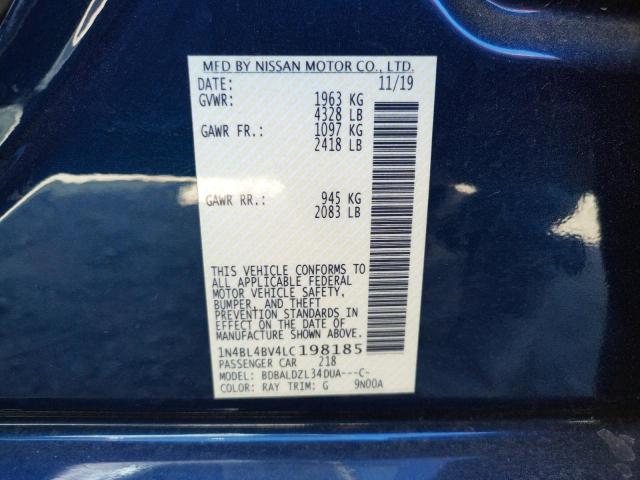 MFD BY NISSAN MOTOR CO., LTD.
DATE: 11/19
GVWR: 1963 KG
4328 LB
GAWR FR.: 1097 KG
2418 LB
GAWR RR.: 945 KG
2083 LB
THIS VEHICLE CONFORMS TO
ALL APPLICABLE FEDERAL
MOTOR VEHICLE SAFETY,
BUMPER, AND THEFT
PREVENTION STANDARDS IN
EFFECT ON THE DATE OF
MANUFACTURE SHOWN ABOVE.
1N4BL4BV4LC198185
PASSENGER CAR 218
MODEL: BDBALDZL34DUA---C-
COLOR: RAY TRIM: G 9N00A